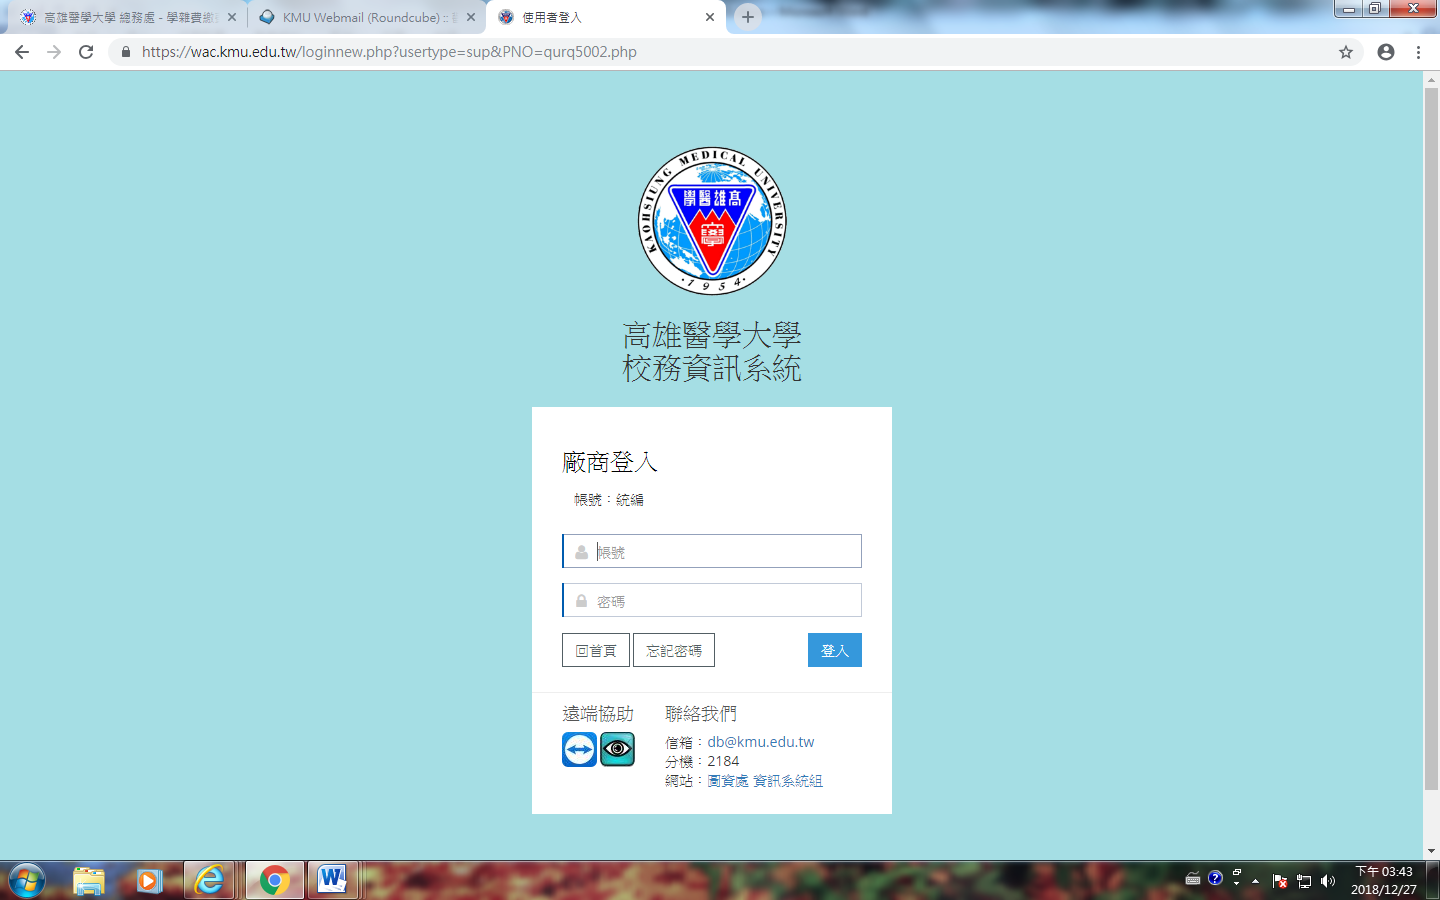 高雄醫學大學 總務處 - 學雜費繳
KMU Webmail (Roundcube) ::
使用者登入
https://wac.kmu.edu.tw/loginnew.php?usertype=sup&PNO=qurq5002.php
KAOHSIUNG MEDICAL UNIVERSITY
學醫雄高
·1954·
高雄醫學大學
校務資訊系統
廠商登入
帳號：統編
帳號
密碼
回首頁
忘記密碼
登入
遠端協助
聯絡我們
信箱：db@kmu.edu.tw
分機：2184
網站：圖資處 資訊系統組
下午 03:43
2018/12/27